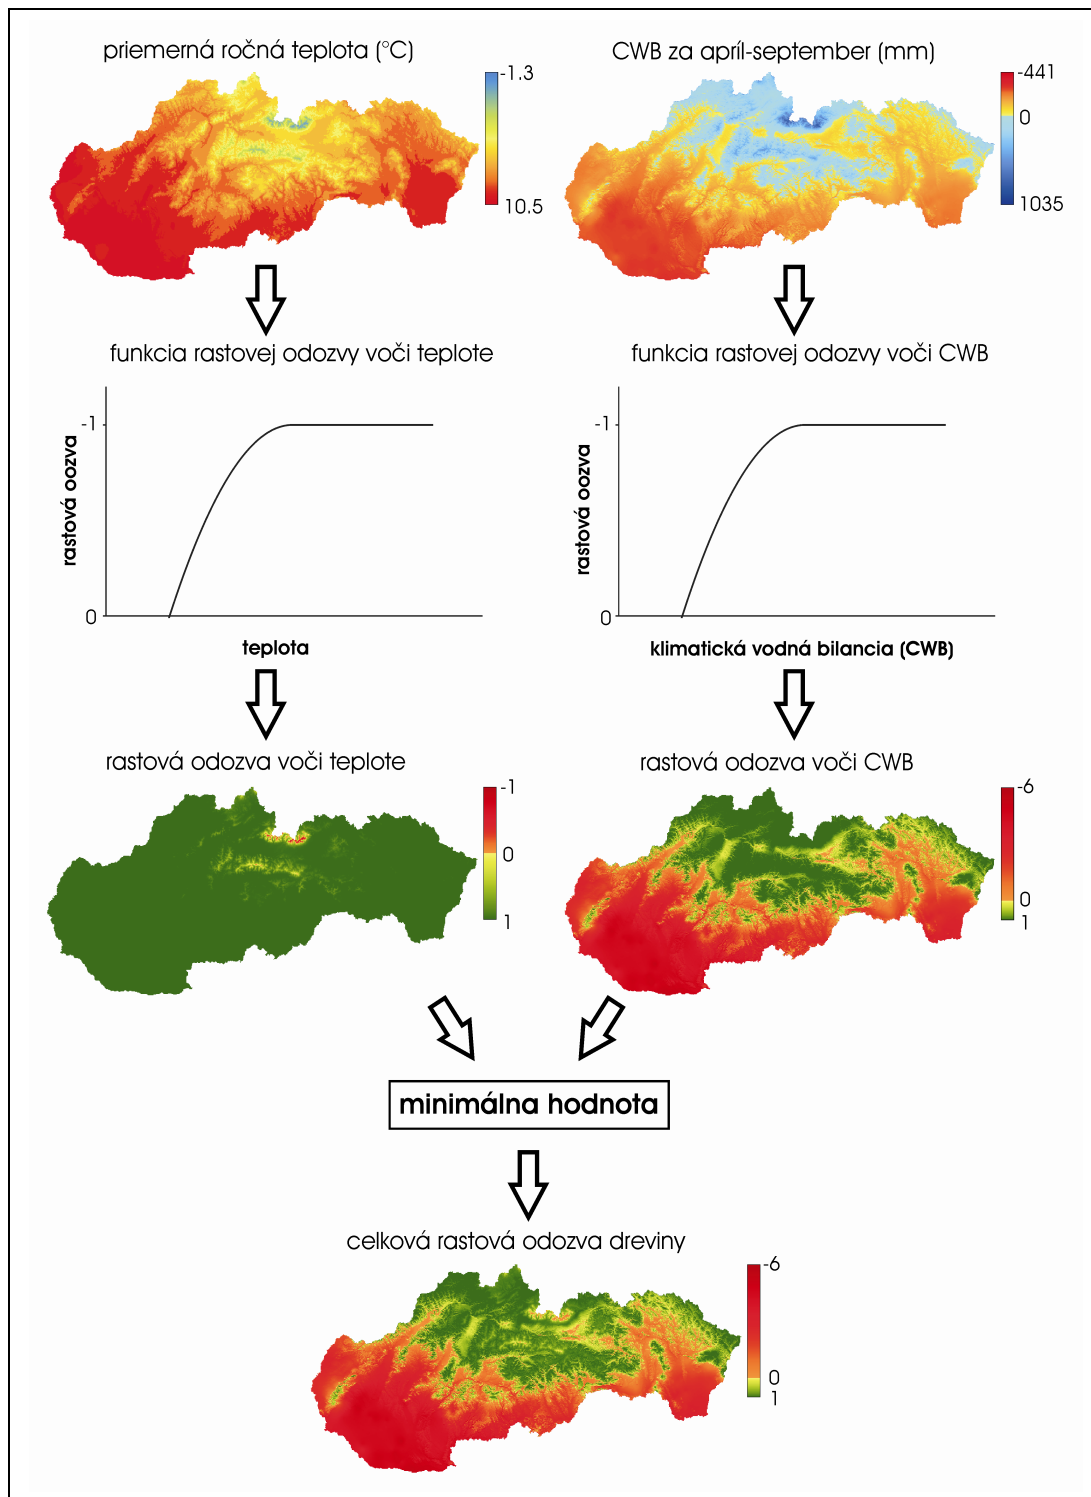 priemerná ročná teplota (°C)
-1.3
10.5
CWB za apríl-september (mm)
-441
0
1035
funkcia rastovej odozvy voči teplote
-1
0
rastová oozva
teplota
funkcia rastovej odozvy voči CWB
-1
0
rastová oozva
klimatická vodná bilancia (CWB)
rastová odozva voči teplote
-1
0
1
rastová odozva voči CWB
-6
0
1
minimálna hodnota
celková rastová odozva dreviny
-6
0
1